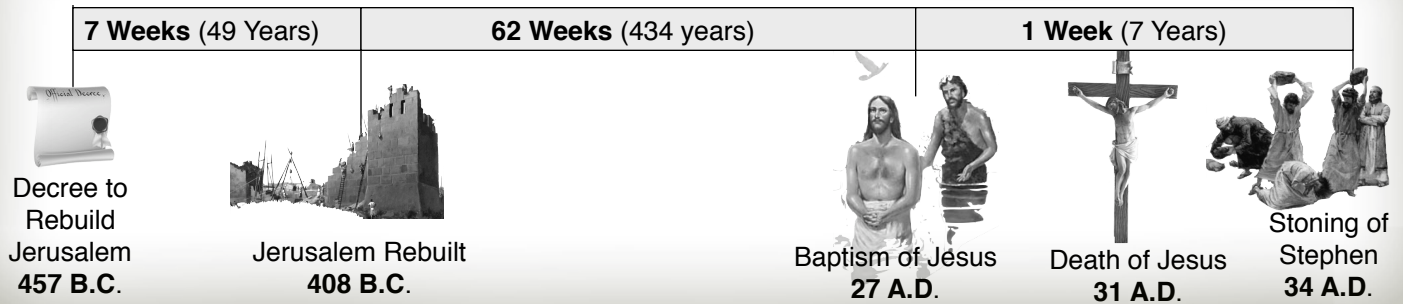 7 Weeks (49 Years)
62 Weeks (434 years)
1 Week (7 Years)
Official Decree,
Decree to
Rebuild
Jerusalem
457 B.C.
Jerusalem Rebuilt
408 B.C.
Baptism of Jesus
27 A.D.
Death of Jesus
31 A.D.
Stoning of
Stephen
34 A.D.